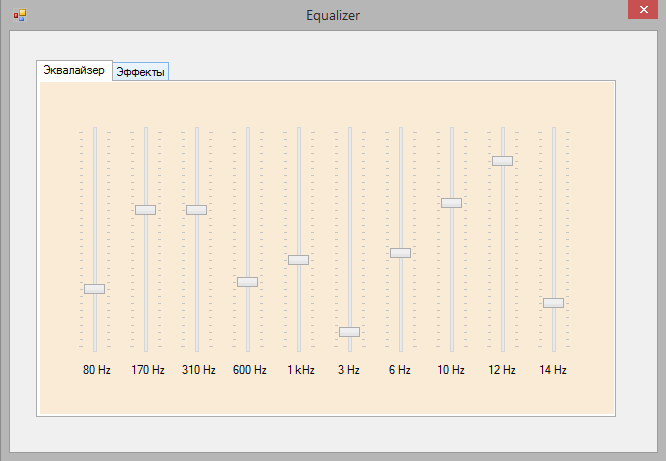 Equalizer
Эквалайзер Эффекты
80 Hz 170 Hz 310 Hz 600 Hz 1 kHz 3 Hz 6 Hz 10 Hz 12 Hz 14 Hz